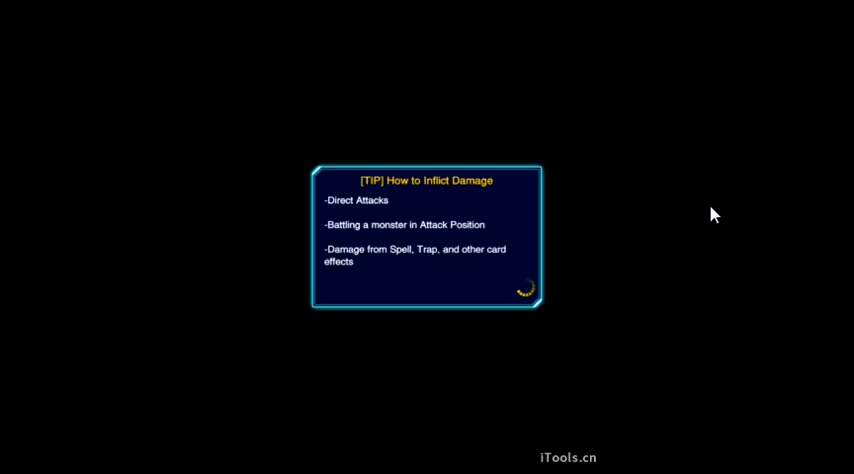 [TIP] How to Inflict Damage
-Direct Attacks
-Battling a monster in Attack Position
-Damage from Spell, Trap, and other card
effects
iTools.cn